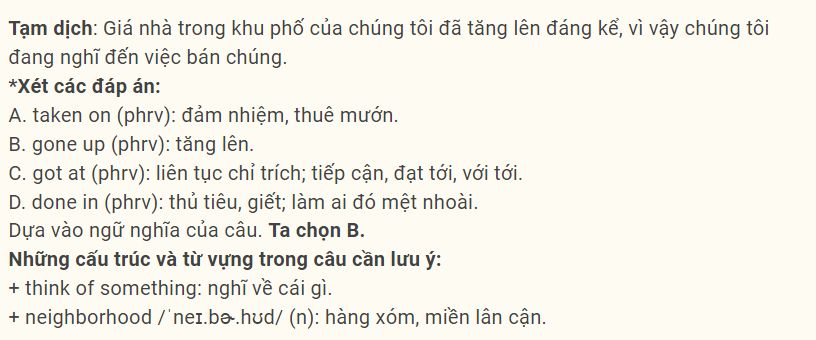 Tạm dịch: Giá nhà trong khu phố của chúng tôi đã tăng lên đáng kể, vì vậy chúng tôi
đang nghĩ đến việc bán chúng.
*Xét các đáp án:
A. taken on (phrv): đảm nhiệm, thuê mướn.
B. gone up (phrv): tăng lên.
C. got at (phrv): liên tục chỉ trích; tiếp cận, đạt tới, với tới.
D. done in (phrv): thủ tiêu, giết; làm ai đó mệt nhoài.
Dựa vào ngữ nghĩa của câu. Ta chọn B.
Những cấu trúc và từ vựng trong câu cần lưu ý:
+ think of something: nghĩ về cái gì.
+ neighborhood /ˈneɪ.bɚ.hʊd/ (n): hàng xóm, miền lân cận.